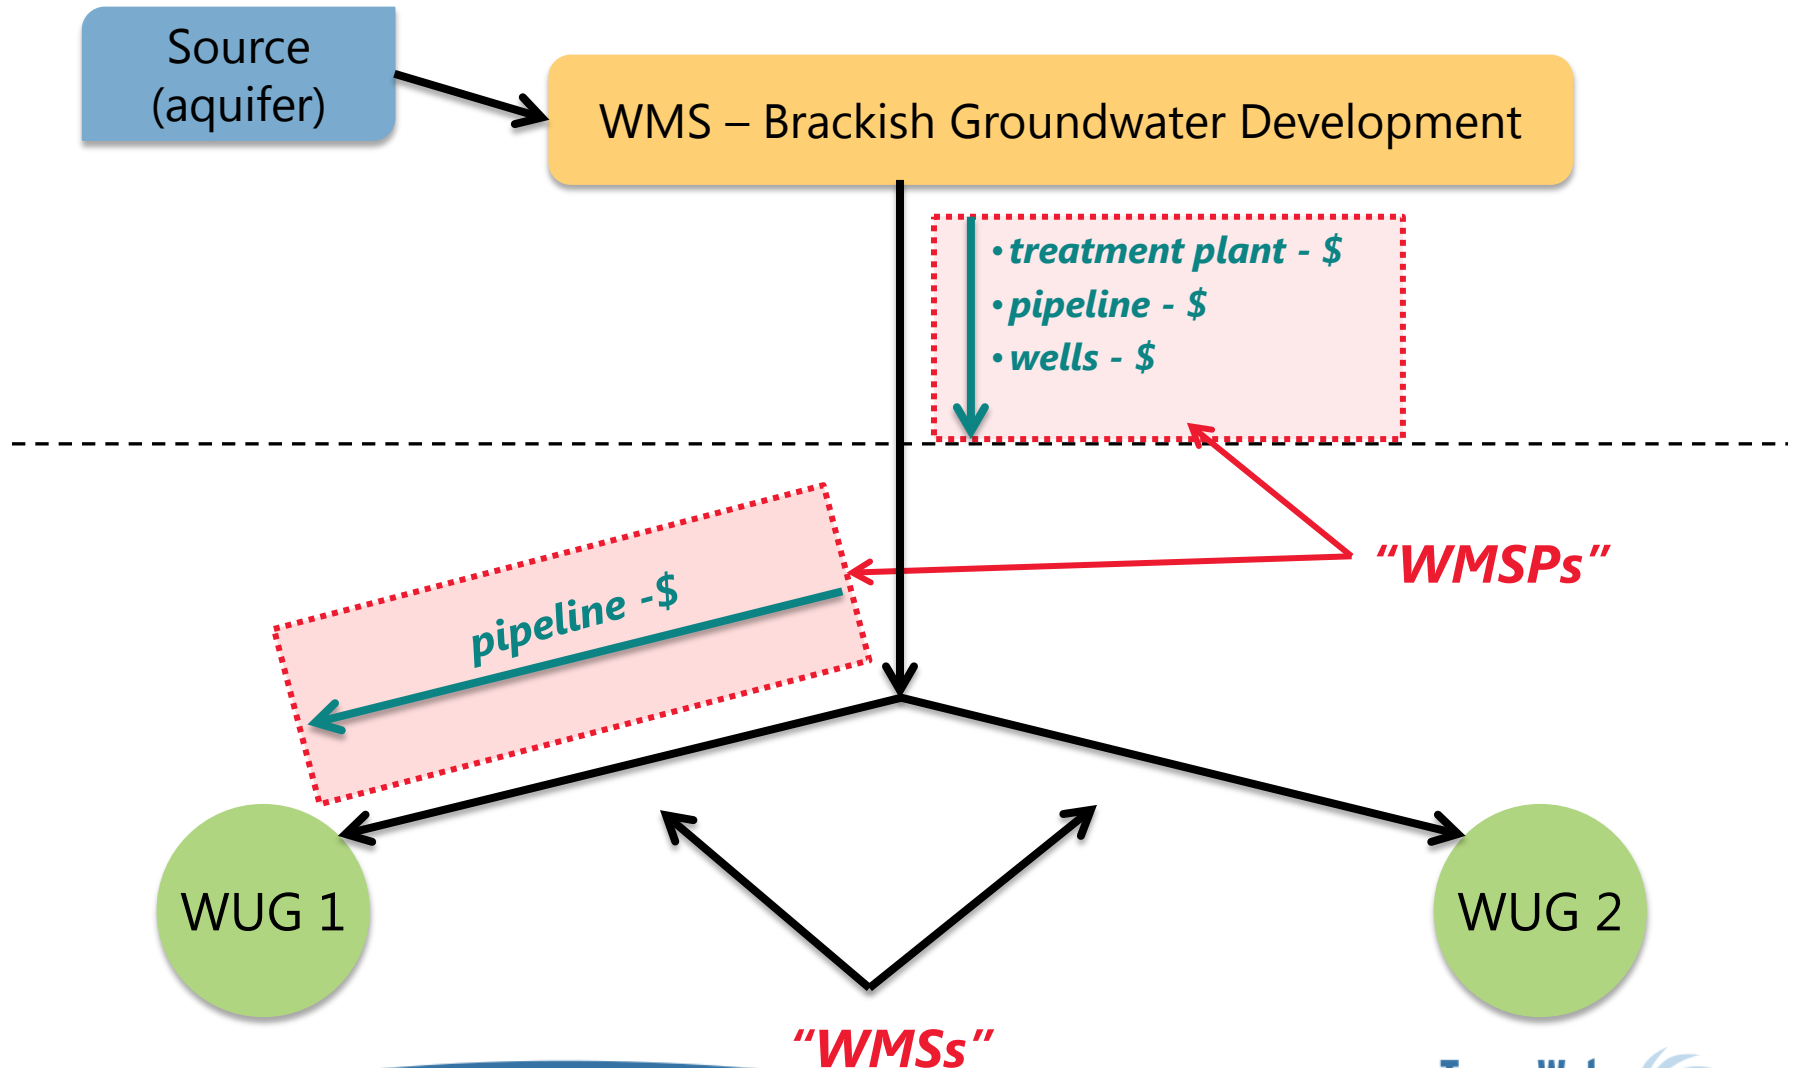 Source
(aquifer)
WMS – Brackish Groundwater Development
•treatment plant - $
•pipeline - $
•wells - $
“WMSPs”
pipeline -$
WUG 1
WUG 2
“WMSs”